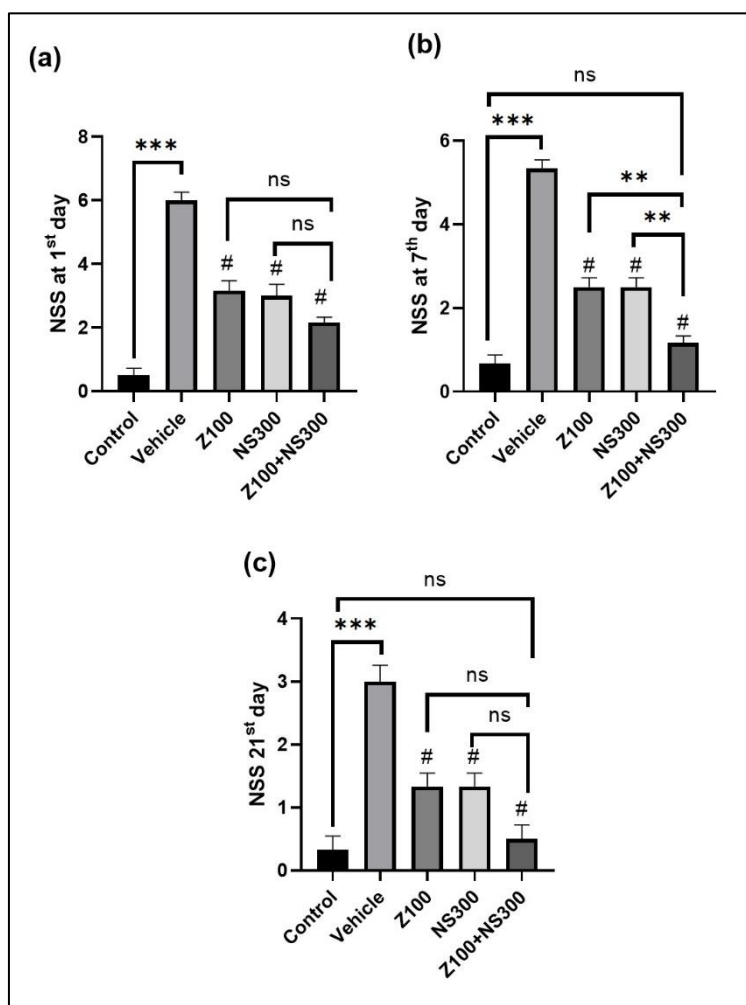 (a)
NSS at 1st day
8
6
4
2
0
***
ns
ns
#
#
#
Control
Vehicle
Z100
NS300
Z100+NS300
(b)
NSS at 7th day
6
4
2
0
ns
***
**
**
#
#
#
Control
Vehicle
Z100
NS300
Z100+NS300
(c)
NSS 21st day
4
3
2
1
0
ns
***
ns
ns
#
#
#
Control
Vehicle
Z100
NS300
Z100+NS300